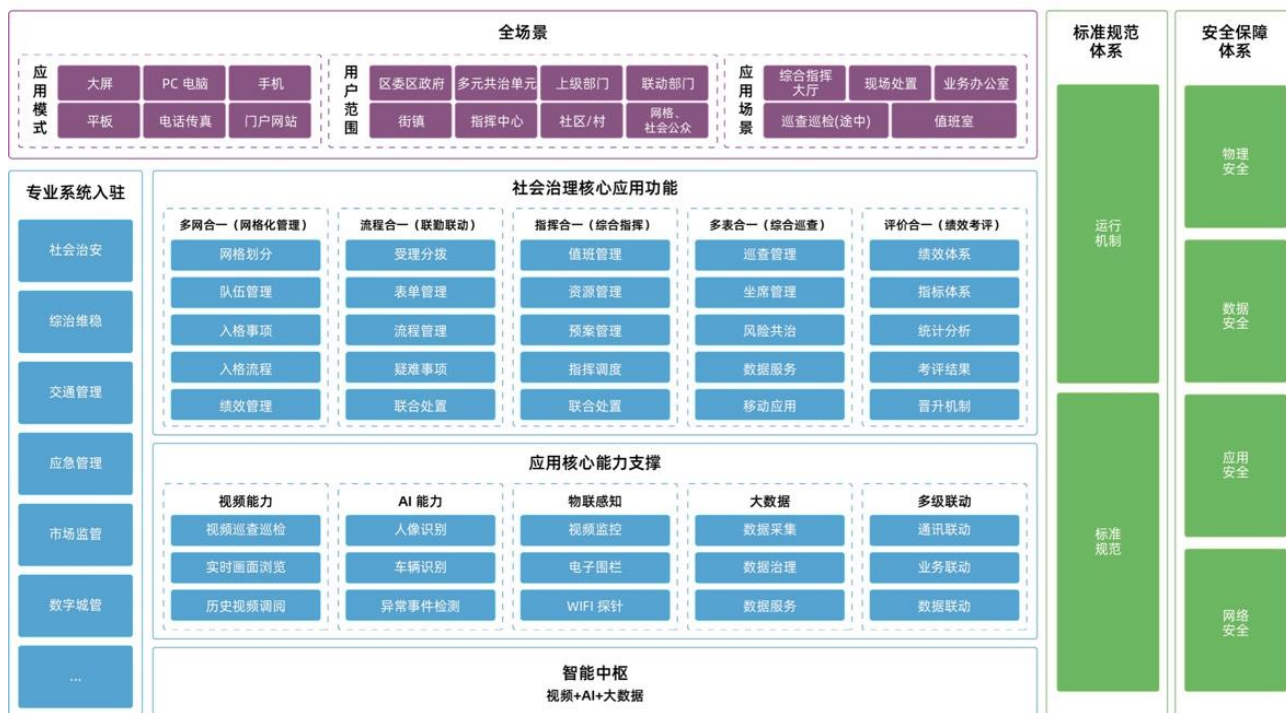 全场景
应用模式
大屏
PC 电脑
手机
平板
电话传真
门户网站
用户范围
区委区政府
多元共治单元
上级部门
联动部门
街镇
指挥中心
社区/村
网格、
社会公众
应用场景
综合指挥
大厅
现场处置
业务办公室
巡查巡检(途中)
值班室
专业系统入驻
社会治安
综治维稳
交通管理
应急管理
市场监管
数字城管
...
社会治理核心应用功能
多网合一（网格化管理）
网格划分
队伍管理
入格事项
入格流程
绩效管理
流程合一（联勤联动）
受理分拨
表单管理
流程管理
疑难事项
联合处置
指挥合一（综合指挥）
值班管理
资源管理
预案管理
指挥调度
联合处置
多表合一（综合巡查）
巡查管理
坐席管理
风险共治
数据服务
移动应用
评价合一（绩效考评）
绩效体系
指标体系
统计分析
考评结果
晋升机制
应用核心能力支撑
视频能力
视频巡查巡检
实时画面浏览
历史视频调阅
AI 能力
人像识别
车辆识别
异常事件检测
物联感知
视频监控
电子围栏
WIFI 探针
大数据
数据采集
数据治理
数据服务
多级联动
通讯联动
业务联动
数据联动
智能中枢
视频+AI+大数据
标准规范
体系
运行
机制
标准
规范
安全保障
体系
物理
安全
数据
安全
应用
安全
网络
安全